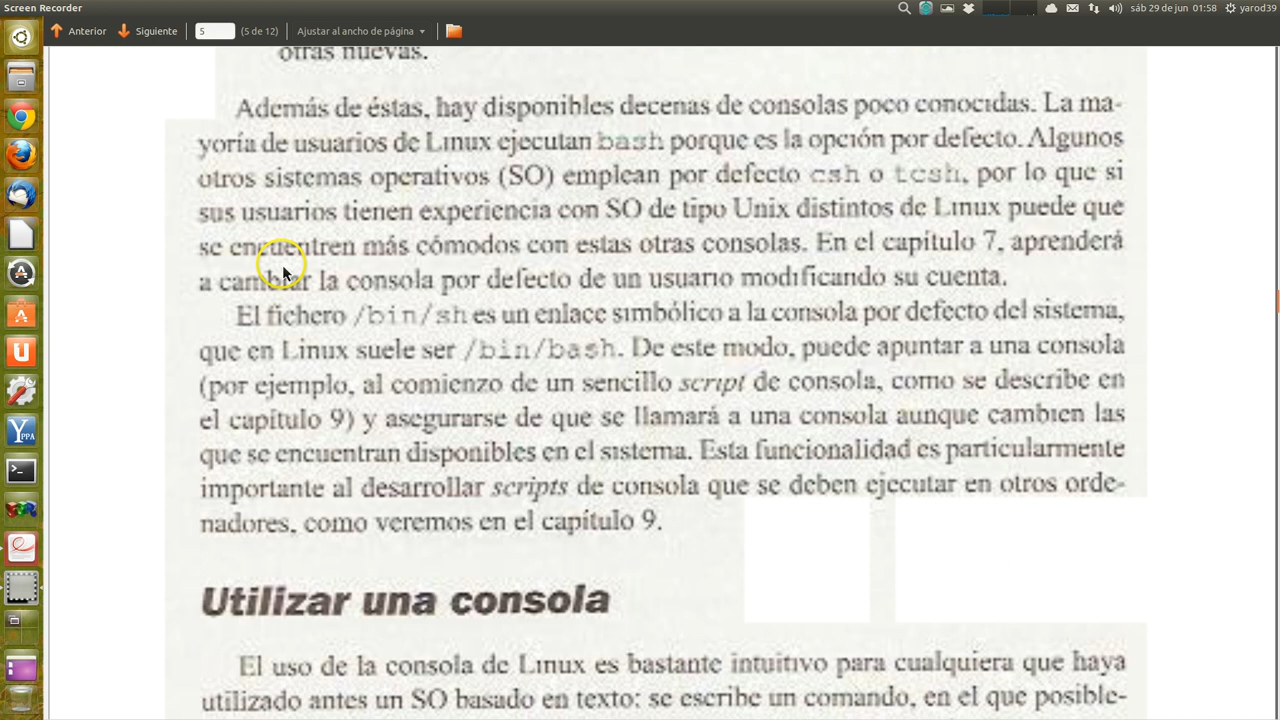 Screen Recorder
sáb 29 de jun 01:58 yarod39
Anterior Siguiente 5 (5 de 12) Ajustar al ancho de página
otras nuevas.
Además de éstas, hay disponibles decenas de consolas poco conocidas. La ma-
yoría de usuarios de Linux ejecutan bash porque es la opción por defecto. Algunos
otros sistemas operativos (SO) emplean por defecto csh o tcsh, por lo que si
sus usuarios tienen experiencia con SO de tipo Unix distintos de Linux puede que
se encuentren más cómodos con estas otras consolas. En el capítulo 7, aprenderá
a cambiar la consola por defecto de un usuario modificando su cuenta.
El fichero /bin/sh es un enlace simbólico a la consola por defecto del sistema,
que en Linux suele ser /bin/bash. De este modo, puede apuntar a una consola
(por ejemplo, al comienzo de un sencillo script de consola, como se describe en
el capítulo 9) y asegurarse de que se llamará a una consola aunque cambien las
que se encuentran disponibles en el sistema. Esta funcionalidad es particularmente
importante al desarrollar scripts de consola que se deben ejecutar en otros orde-
nadores, como veremos en el capítulo 9.
Utilizar una consola
El uso de la consola de Linux es bastante intuitivo para cualquiera que haya
utilizado antes un SO basado en texto: se escribe un comando, en el que posible-